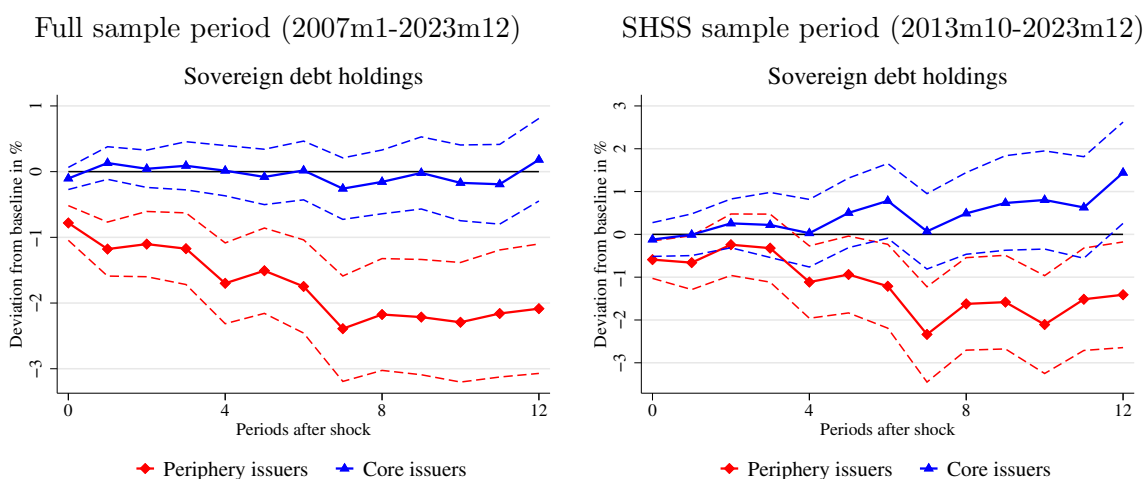 Full sample period (2007m1-2023m12)
Sovereign debt holdings
Deviation from baseline in %
1
0
−1
−2
−3
0
4
8
12
Periods after shock
Periphery issuers
Core issuers
SHSS sample period (2013m10-2023m12)
Sovereign debt holdings
Deviation from baseline in %
3
2
1
0
−1
−2
−3
0
4
8
12
Periods after shock
Periphery issuers
Core issuers